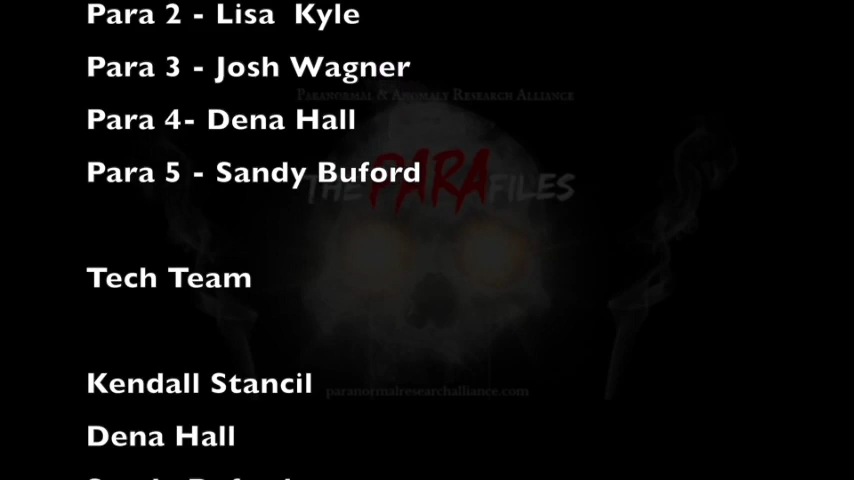 Para 2 - Lisa  Kyle
Para 3 - Josh Wagner
Paranormal & Anomaly Research Alliance
Para 4- Dena Hall
Para 5 - Sandy Buford
THE PARA FILES
Tech Team
Kendall Stancil
paranormalresearchalliance.com
Dena Hall